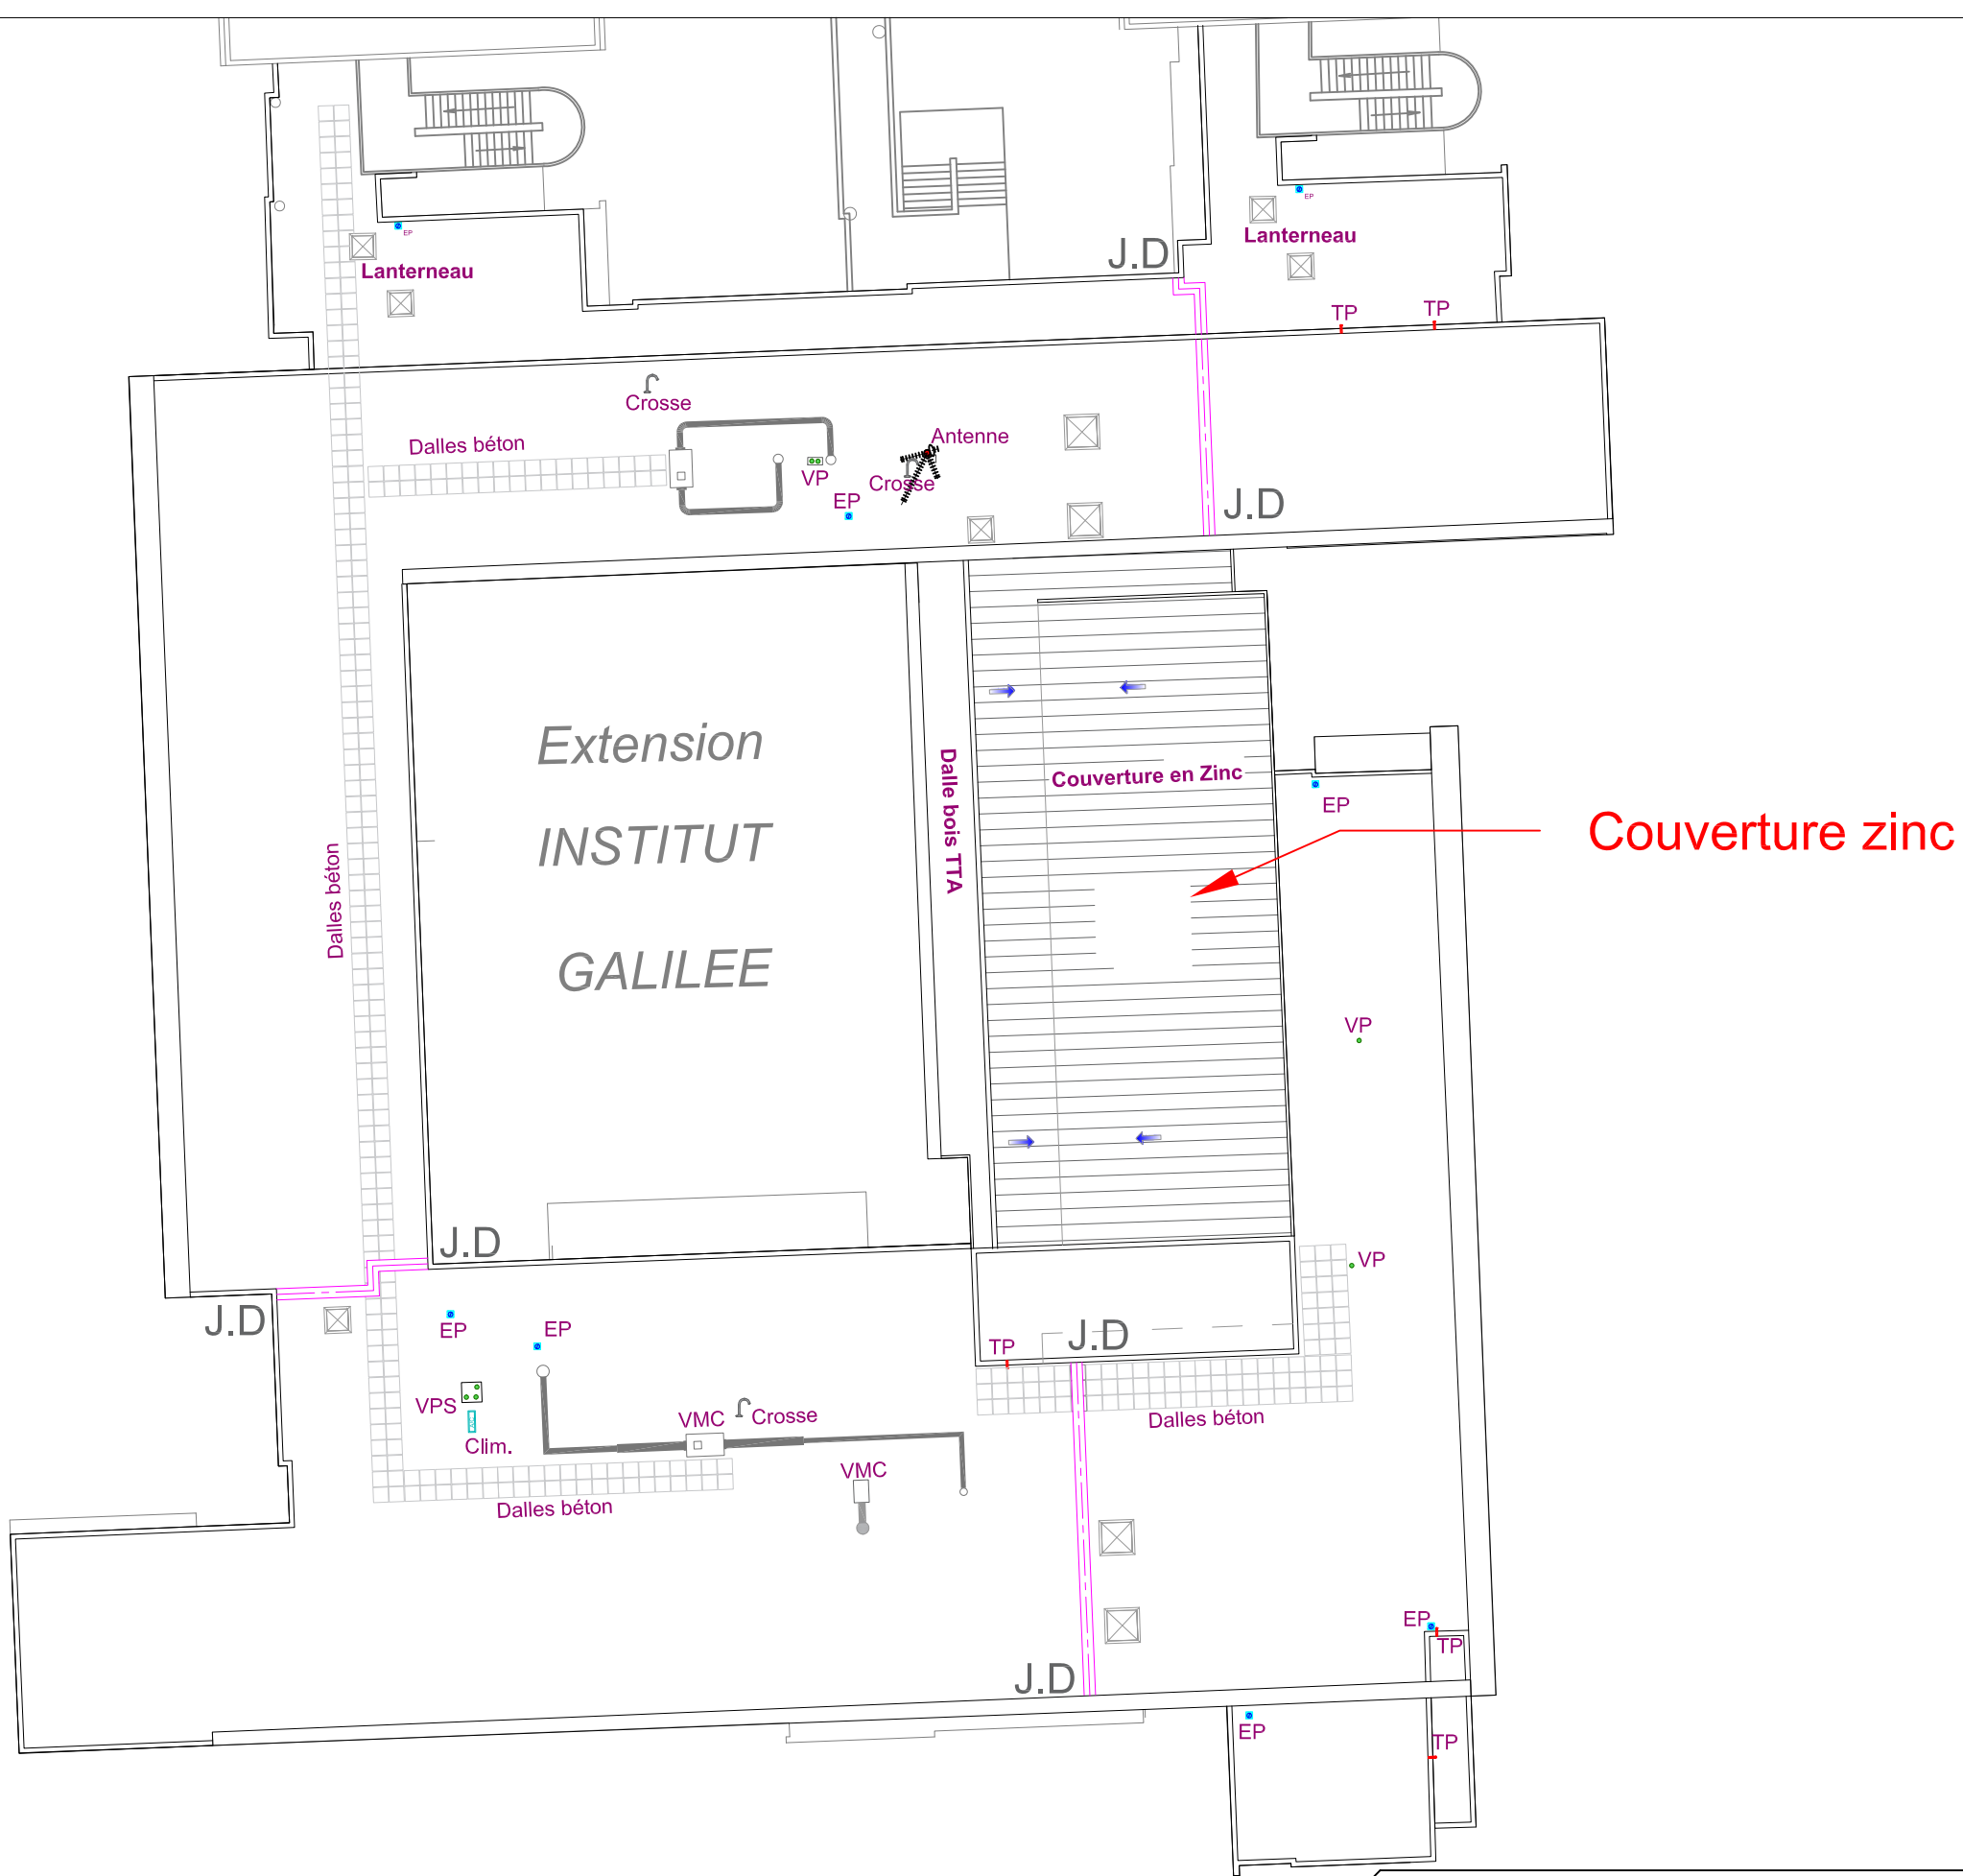 EP
EP
J.D
Lanterneau
Lanterneau
TP
TP
Crosse
Antenne
Dalles béton
VP
Crosse
EP
J.D
Extension
INSTITUT
GALILEE
Dalle bois TTA
Couverture en Zinc
EP
Couverture zinc
Dalles béton
VP
J.D
VP
J.D
EP
EP
TP
J.D
VPS
VMC
Crosse
Dalles béton
Clim.
VMC
Dalles béton
EP
TP
J.D
EP
TP